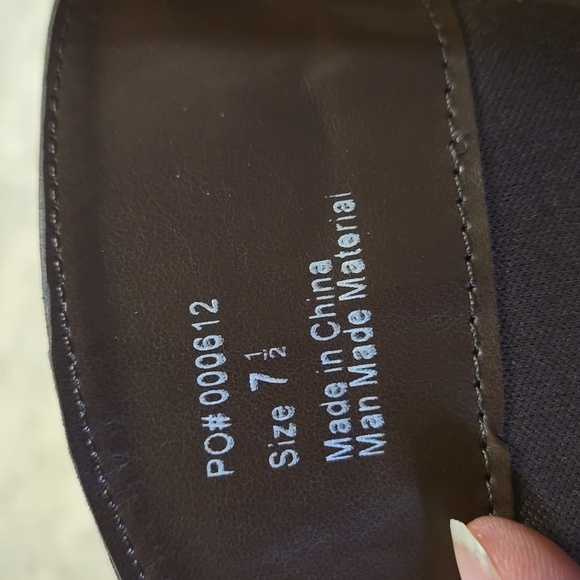 PO# 000612
Size 7 1/2
Made in China
Man Made Material